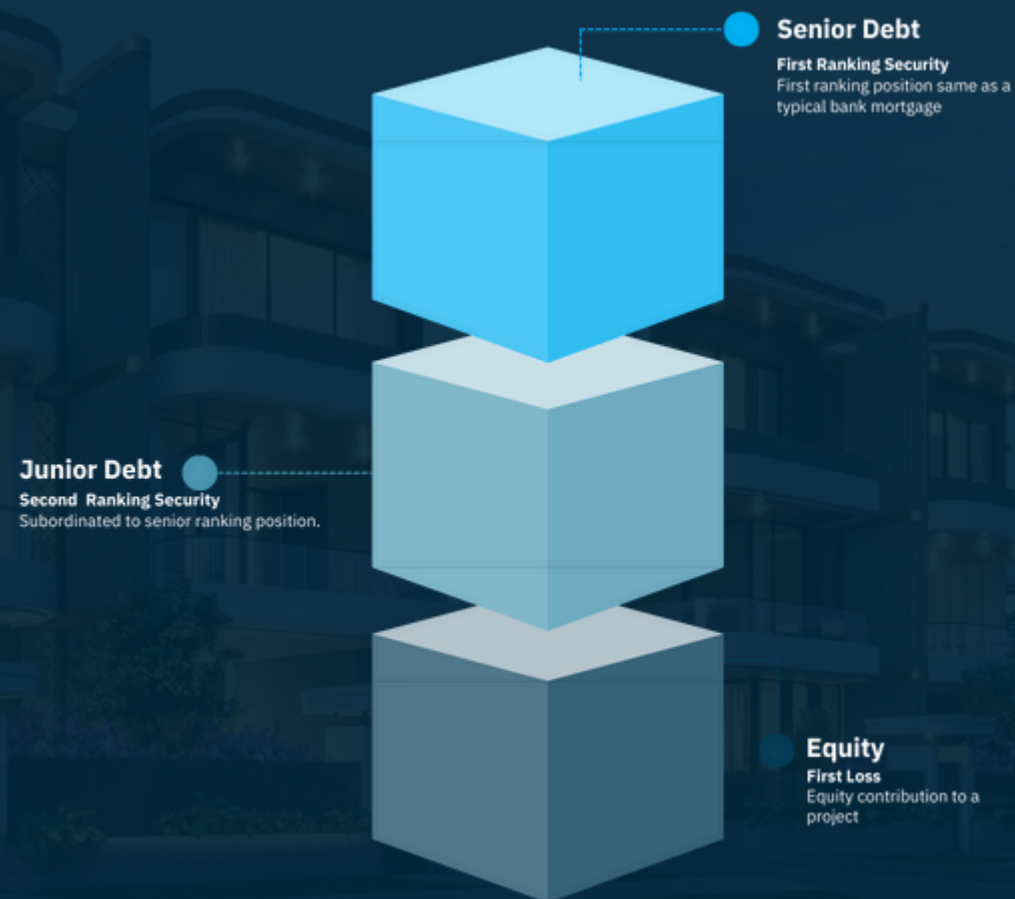 Senior Debt
First Ranking Security
First ranking position same as a
typical bank mortgage
Junior Debt
Second Ranking Security
Subordinated to senior ranking position.
Equity
First Loss
Equity contribution to a
project